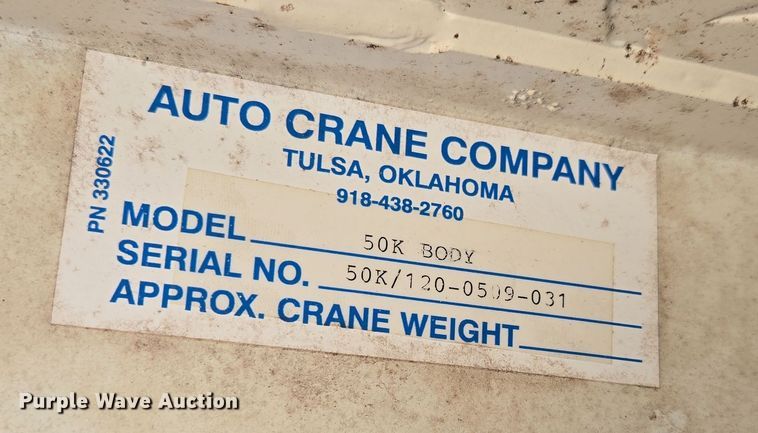 AUTO CRANE COMPANY
TULSA, OKLAHOMA
918-438-2760
PN 330622
MODEL 50K BODY
SERIAL NO. 50K/120-0509-031
APPROX. CRANE WEIGHT
Purple Wave Auction